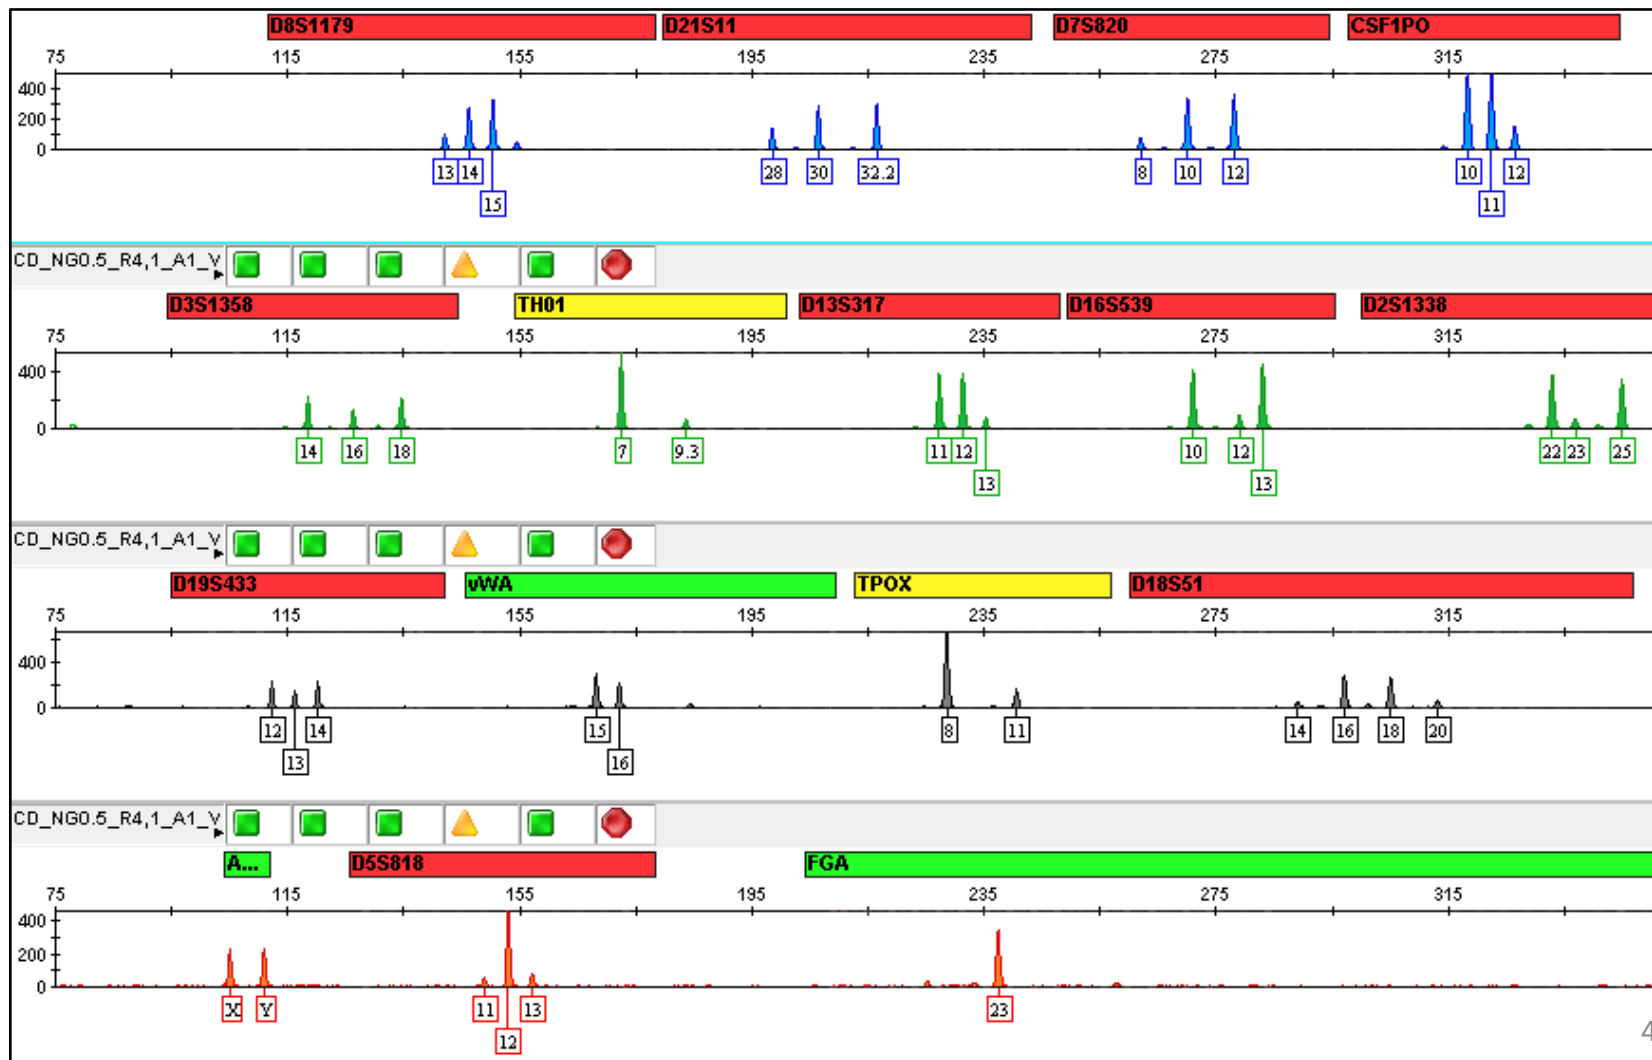 D8S1179 D21S11 D7S820 CSF1PO
75 115 155 195 235 275 315
400
200
0
13 14 28 30 32.2 8 10 12 10 12
15 11
CD_NG0.5_R4,1_A1_V
D3S1358 TH01 D13S317 D16S539 D2S1338
75 115 155 195 235 275 315
400
0
14 16 18 7 9.3 11 12 10 12 22 23 25
13 13
CD_NG0.5_R4,1_A1_V
D19S433 vWA TPOX D18S51
75 115 155 195 235 275 315
400
0
12 14 15 8 11 14 16 18 20
13 16
CD_NG0.5_R4,1_A1_V
A... D5S818 FGA
75 115 155 195 235 275 315
400
200
0
X Y 11 13 23
12
4